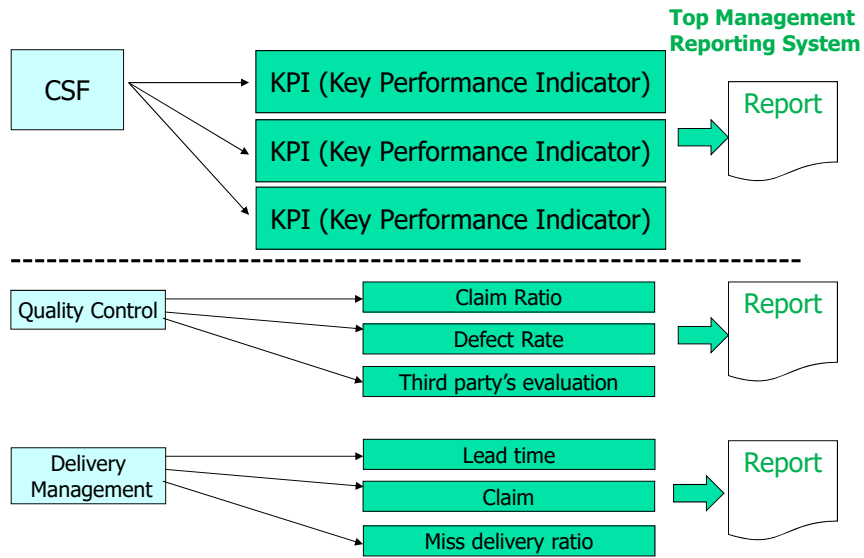 Top Management
Reporting System
CSF
KPI (Key Performance Indicator)
KPI (Key Performance Indicator)
KPI (Key Performance Indicator)
Report
Quality Control
Claim Ratio
Defect Rate
Third party's evaluation
Report
Delivery
Management
Lead time
Claim
Miss delivery ratio
Report